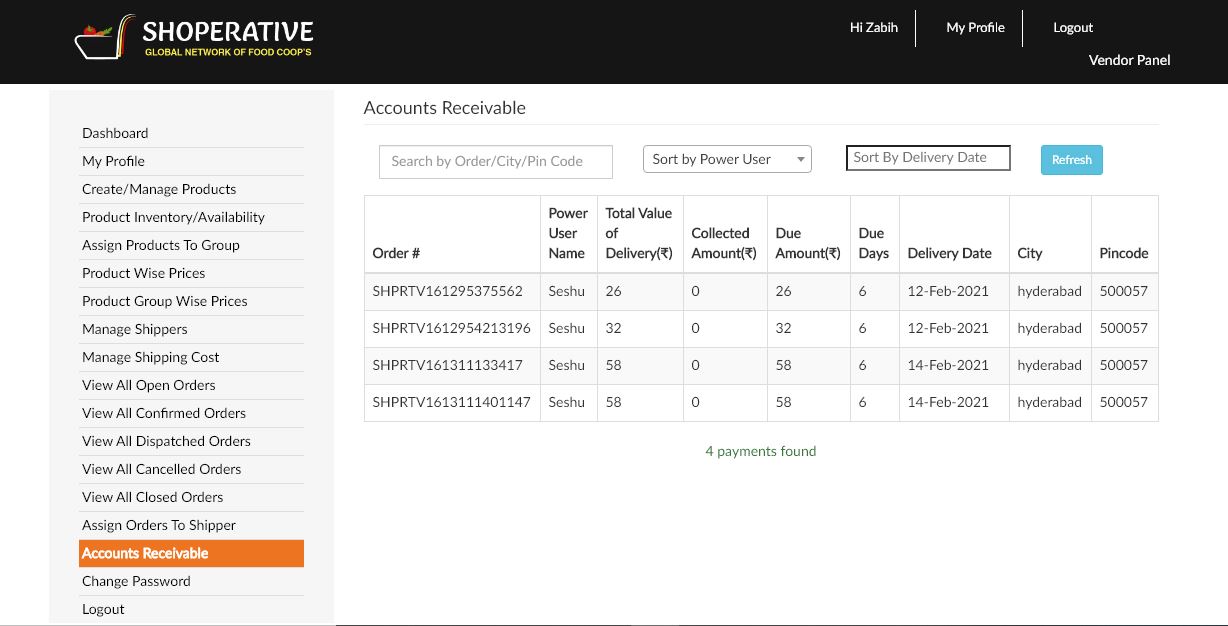 SHOPERATIVE
GLOBAL NETWORK OF FOOD COOP'S
Hi Zabih
My Profile
Logout
Vendor Panel
Dashboard
My Profile
Create/Manage Products
Product Inventory/Availability
Assign Products To Group
Product Wise Prices
Product Group Wise Prices
Manage Shippers
Manage Shipping Cost
View All Open Orders
View All Confirmed Orders
View All Dispatched Orders
View All Cancelled Orders
View All Closed Orders
Assign Orders To Shipper
Accounts Receivable
Change Password
Logout
Accounts Receivable
Search by Order/City/Pin Code
Sort by Power User
Sort By Delivery Date
Refresh
Order #
Power
User
Name
Total Value
of
Delivery(₹)
Collected
Amount(₹)
Due
Amount(₹)
Due
Days
Delivery Date
City
Pincode
SHPRTV161295375562 Seshu 26 0 26 6 12-Feb-2021 hyderabad 500057
SHPRTV1612954213196 Seshu 32 0 32 6 12-Feb-2021 hyderabad 500057
SHPRTV161311133417 Seshu 58 0 58 6 14-Feb-2021 hyderabad 500057
SHPRTV1613111401147 Seshu 58 0 58 6 14-Feb-2021 hyderabad 500057
4 payments found